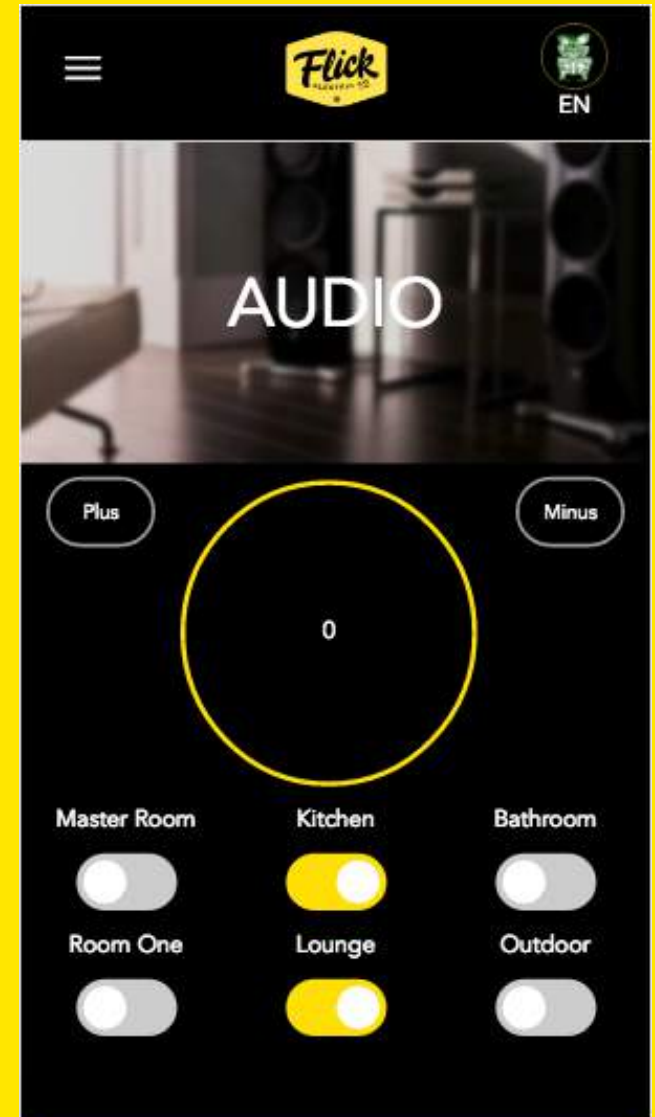 Flick
EN
AUDIO
Plus
Minus
0
Master Room
Kitchen
Bathroom
Room One
Lounge
Outdoor